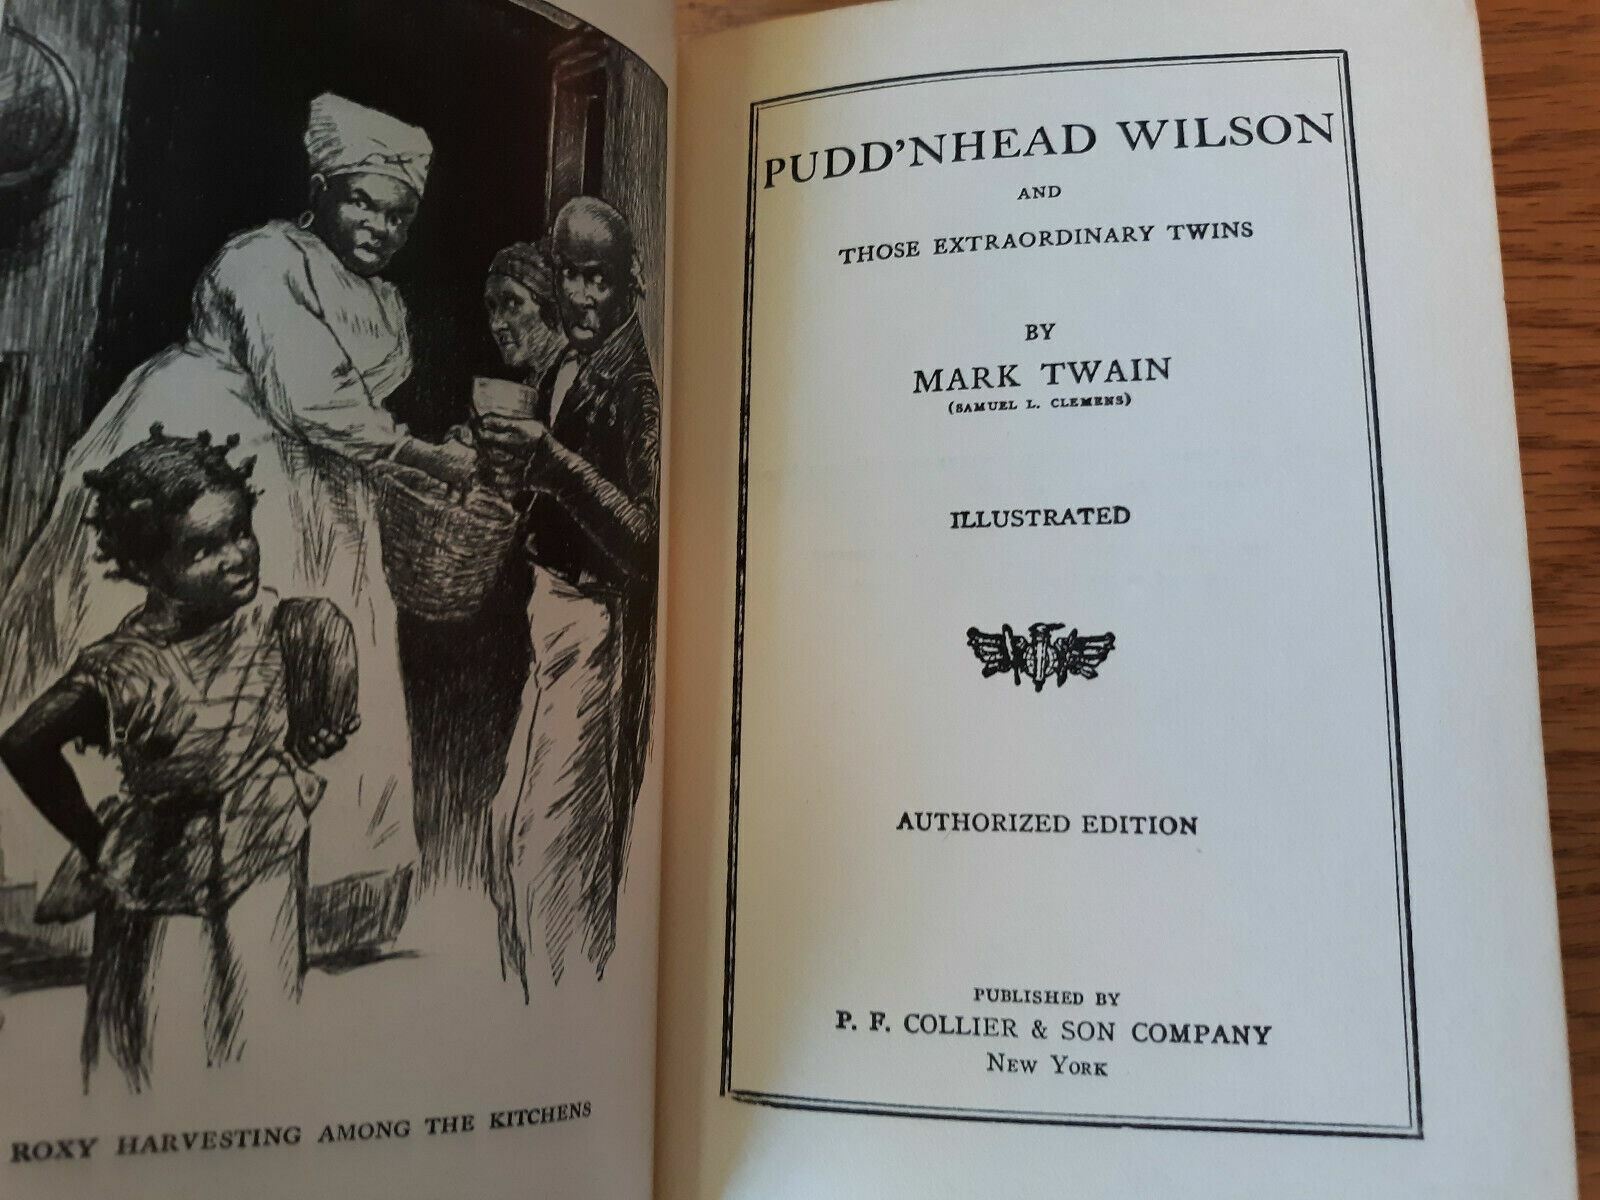 ROXY HARVESTING AMONG THE KITCHENS
PUDD'NHEAD WILSON
AND
THOSE EXTRAORDINARY TWINS
BY
MARK TWAIN
(SAMUEL L. CLEMENS)
ILLUSTRATED
AUTHORIZED EDITION
PUBLISHED BY
P. F. COLLIER & SON COMPANY
NEW YORK